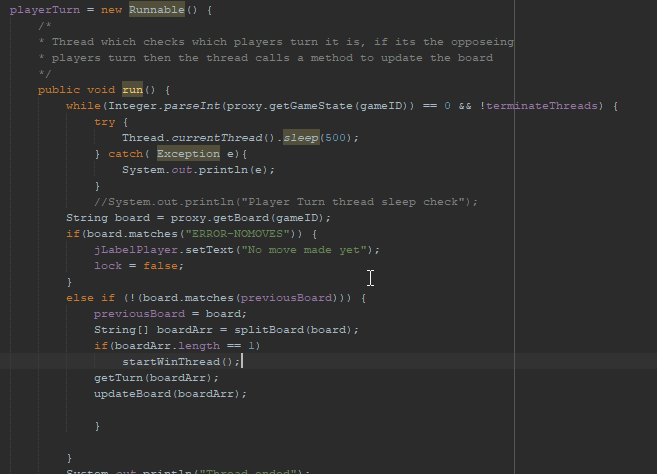 playerTurn = new Runnable() {
/*
* Thread which checks which players turn it is, if its the opposeing
* players turn then the thread calls a method to update the board
*/
public void run() {
while(Integer.parseInt(proxy.getGameState(gameID)) == 0 && !terminateThreads) {
try {
Thread.currentThread().sleep(500);
} catch( Exception e){
System.out.println(e);
}
//System.out.println("Player Turn thread sleep check");
String board = proxy.getBoard(gameID);
if(board.matches("ERROR-NOMOVES")) {
jLabelPlayer.setText("No move made yet");
lock = false;
}
else if (!(board.matches(previousBoard))) {
previousBoard = board;
String[] boardArr = splitBoard(board);
if(boardArr.length == 1)
startWinThread();
getTurn(boardArr);
updateBoard(boardArr);
}
}
System.out.println("Thread ended");